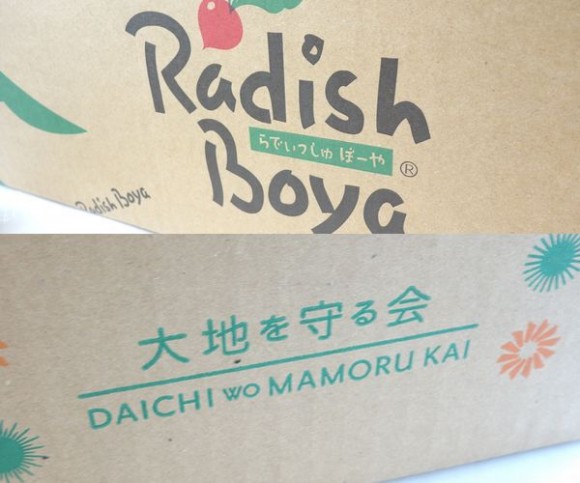 Radish
らでぃっしゅ ぼーや
Boya
®
Radish Boya
大地を守る会
DAICHI WO MAMORU KAI